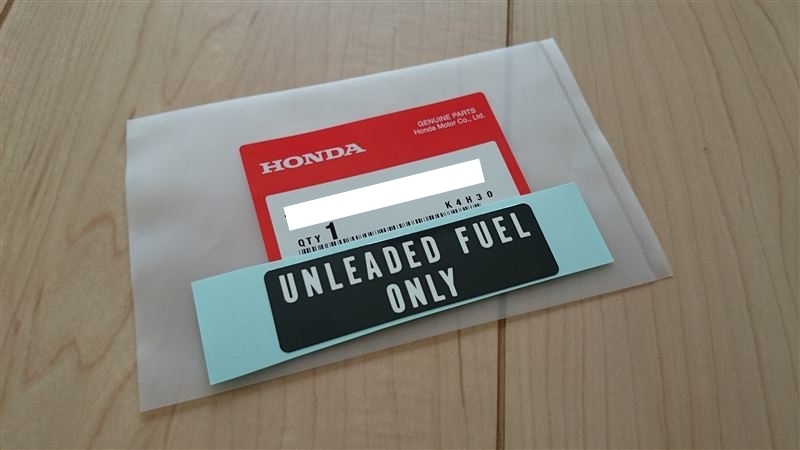 HONDA
GENUINE PARTS
Honda Motor Co., Ltd.
K4H30
QTY 1
UNLEADED FUEL
ONLY